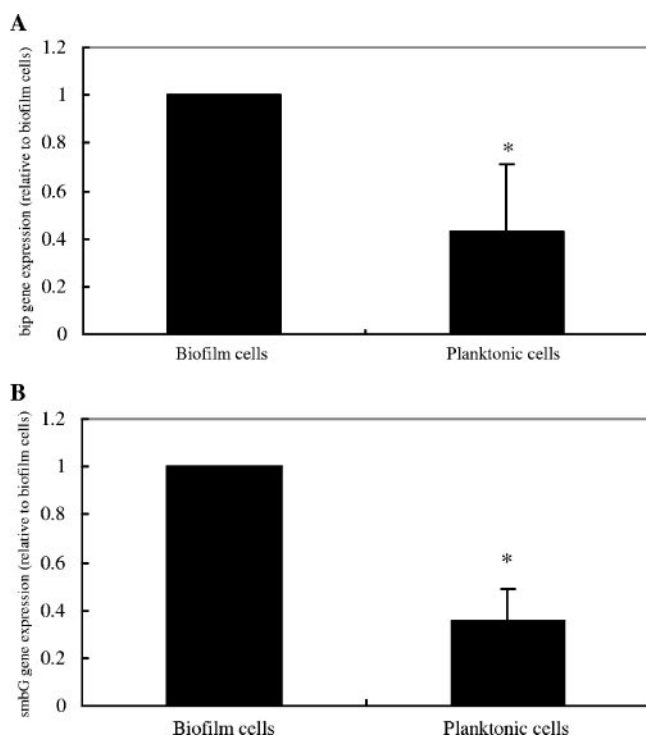 A
bip gene expression (relative to biofilm cells)
1.2
1
0.8
0.6
0.4
0.2
0
*
Biofilm cells
Planktonic cells
B
smbG gene expression (relative to biofilm cells)
1.2
1
0.8
0.6
0.4
0.2
0
*
Biofilm cells
Planktonic cells